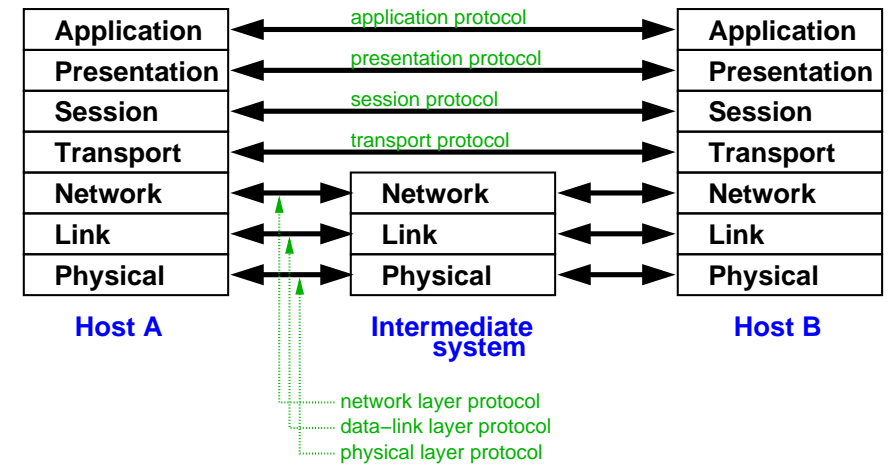 Application application protocol Application
Presentation presentation protocol Presentation
Session session protocol Session
Transport transport protocol Transport
Network Network Network
Link Link Link
Physical Physical Physical
Host A Intermediate Host B
system
network layer protocol
data−link layer protocol
physical layer protocol